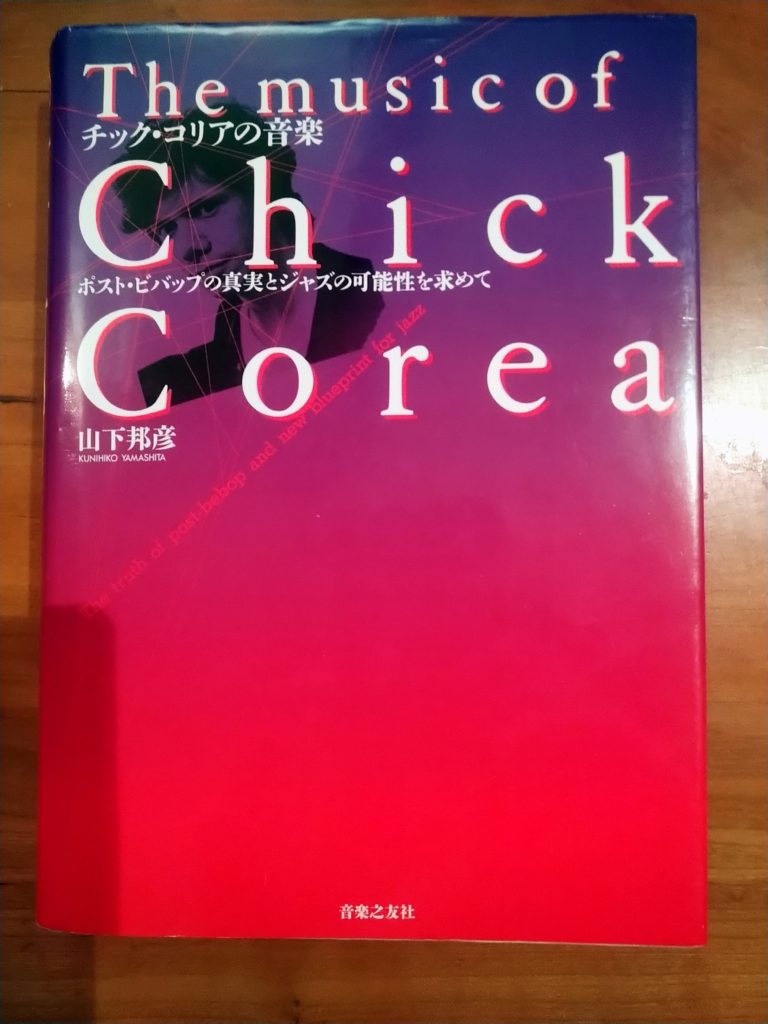 The music of
チック・コリアの音楽
Chick
ポスト・ビバップの真実とジャズの可能性を求めて
Corea
山下邦彦
KUNIHIKO YAMASHITA
The truth of post-bebop and new blueprint for jazz
音楽之友社